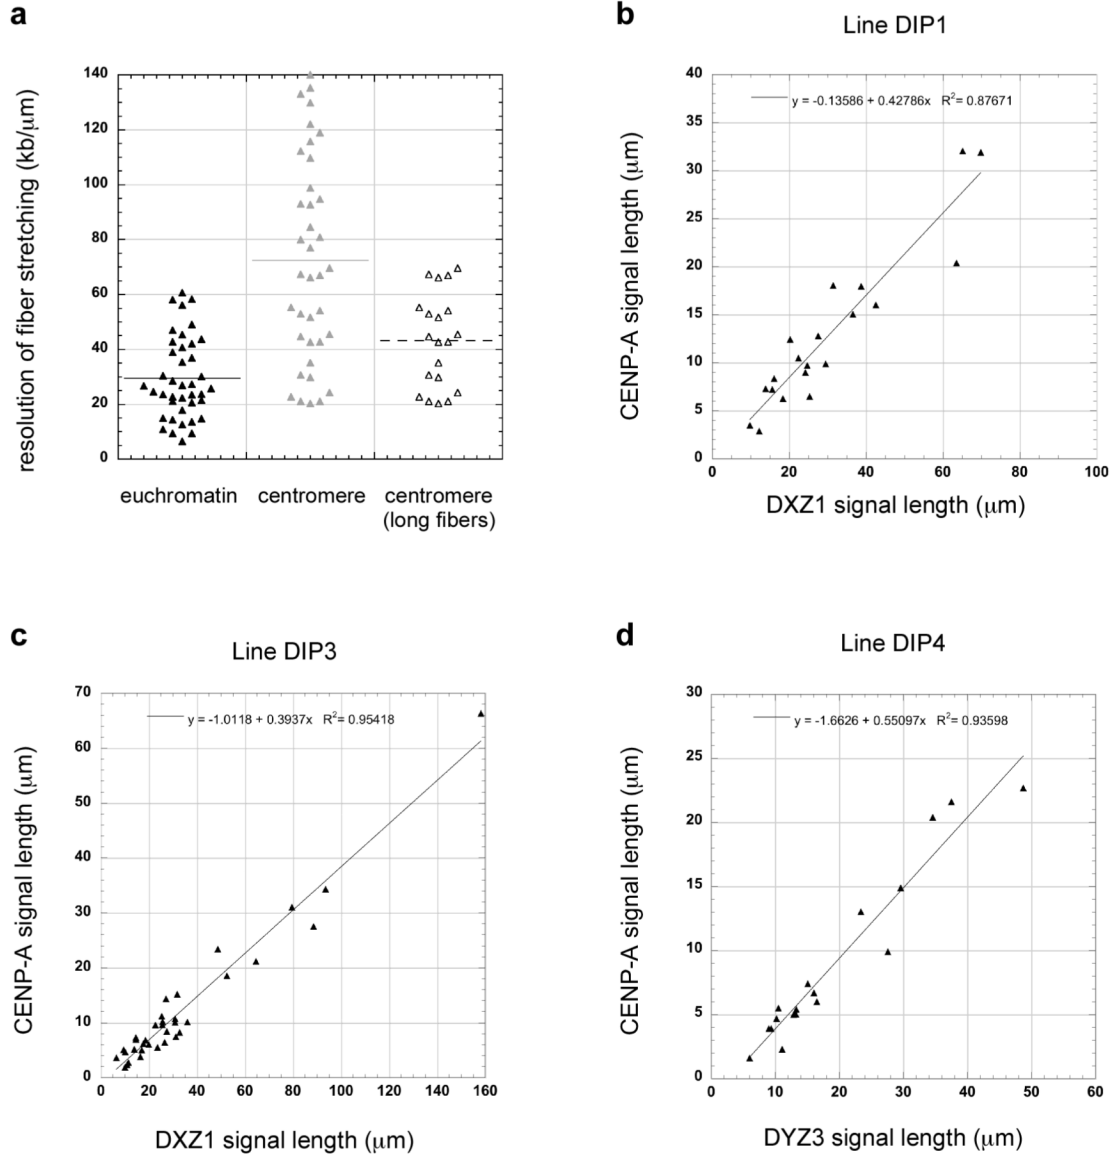 a
resolution of fiber stretching (kb/μm)
140
120
100
80
60
40
20
0
euchromatin
centromere
centromere
(long fibers)
b
Line DIP1
CENP-A signal length (μm)
40
35
30
25
20
15
10
5
0
y = -0.13586 + 0.42786x R²= 0.87671
0 20 40 60 80 100
DXZ1 signal length (μm)
c
Line DIP3
CENP-A signal length (μm)
70
60
50
40
30
20
10
0
y = -1.0118 + 0.3937x R²= 0.95418
0 20 40 60 80 100 120 140 160
DXZ1 signal length (μm)
d
Line DIP4
CENP-A signal length (μm)
30
25
20
15
10
5
0
y = -1.6626 + 0.55097x R²= 0.93598
0 10 20 30 40 50 60
DYZ3 signal length (μm)